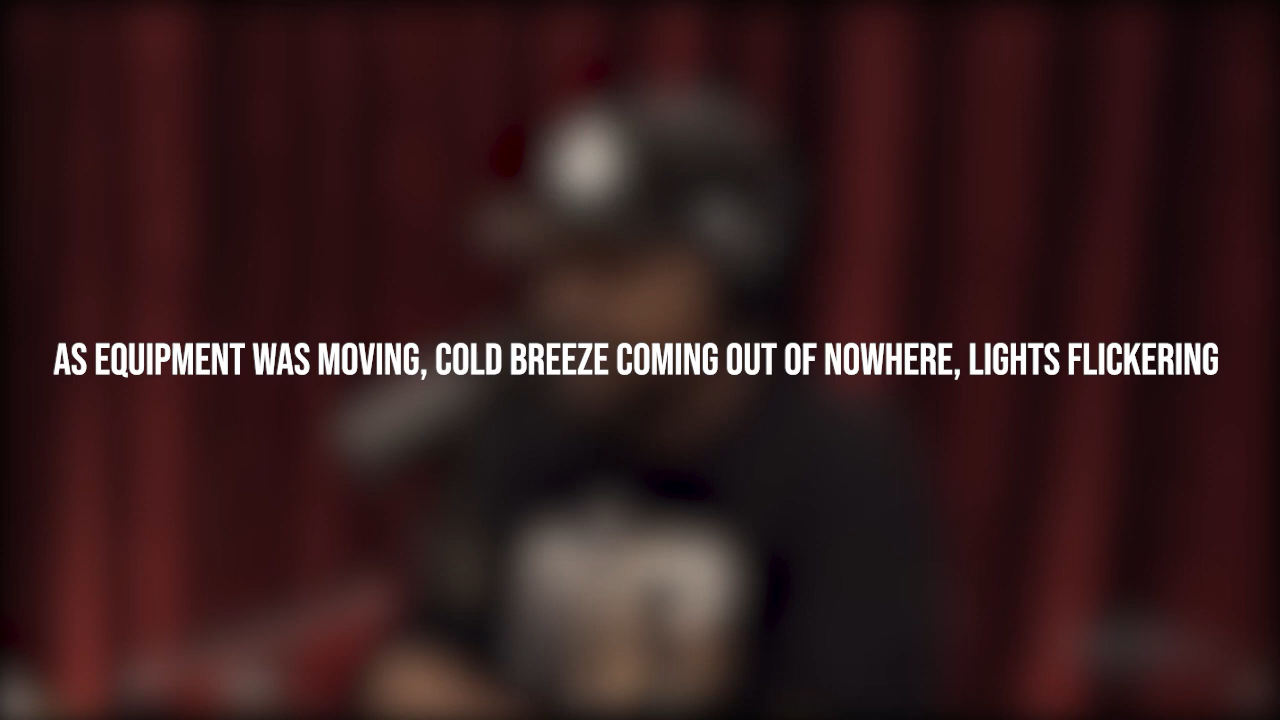 AS EQUIPMENT WAS MOVING, COLD BREEZE COMING OUT OF NOWHERE, LIGHTS FLICKERING